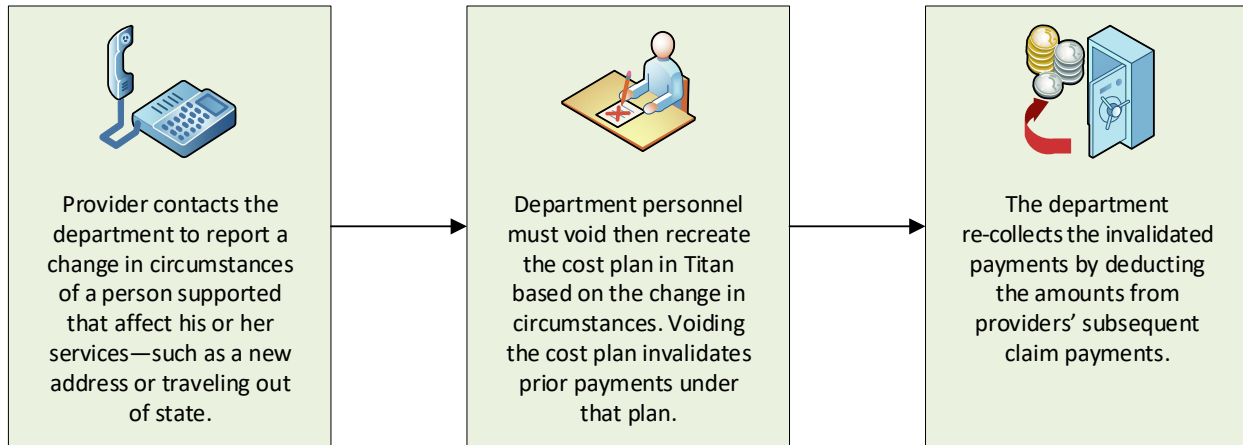 Provider contacts the
department to report a
change in circumstances
of a person supported
that affect his or her
services—such as a new
address or traveling out
of state.
Department personnel
must void then recreate
the cost plan in Titan
based on the change in
circumstances. Voiding
the cost plan invalidates
prior payments under
that plan.
The department
re-collects the invalidated
payments by deducting
the amounts from
providers’ subsequent
claim payments.